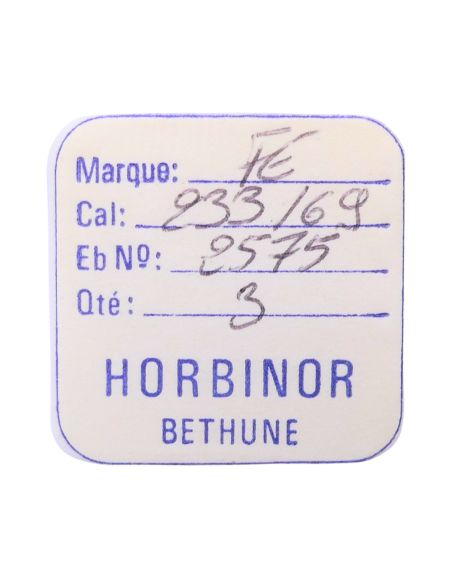 Marque: FE
Cal: 233/69
Eb Nº: 2575
Qté: 3
HORBINOR
BETHUNE